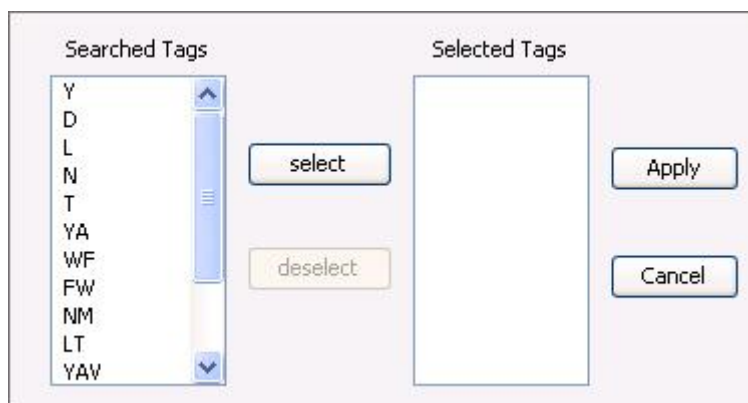 Searched Tags
Selected Tags
Y
D
L
N
T
YA
WF
FW
NM
LT
YAV
select
deselect
Apply
Cancel